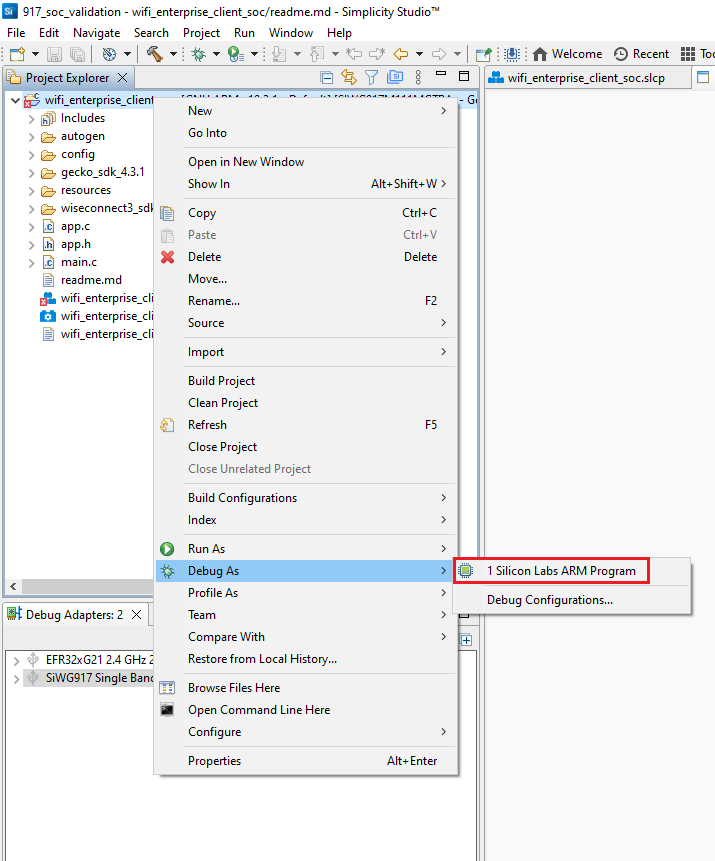 917_soc_validation - wifi_enterprise_client_soc/readme.md - Simplicity Studio™
File Edit Navigate Search Project Run Window Help
Welcome Recent
Project Explorer
wifi_enterprise_client_soc.slcp
wifi_enterprise_client
Includes
autogen
config
gecko_sdk_4.3.1
resources
wiseconnect3_sdk
app.c
app.h
main.c
readme.md
wifi_enterprise_cli
wifi_enterprise_cli
wifi_enterprise_cli
New
Go Into
Open in New Window
Show In Alt+Shift+W
Copy Ctrl+C
Paste Ctrl+V
Delete Delete
Move...
Rename... F2
Source
Import
Build Project
Clean Project
Refresh F5
Close Project
Close Unrelated Project
Build Configurations
Index
Run As
Debug As
Profile As
Team
Compare With
Restore from Local History...
Browse Files Here
Open Command Line Here
Configure
Properties Alt+Enter
1 Silicon Labs ARM Program
Debug Configurations...
Debug Adapters: 2
EFR32xG21 2.4 GHz 2
SiWG917 Single Band